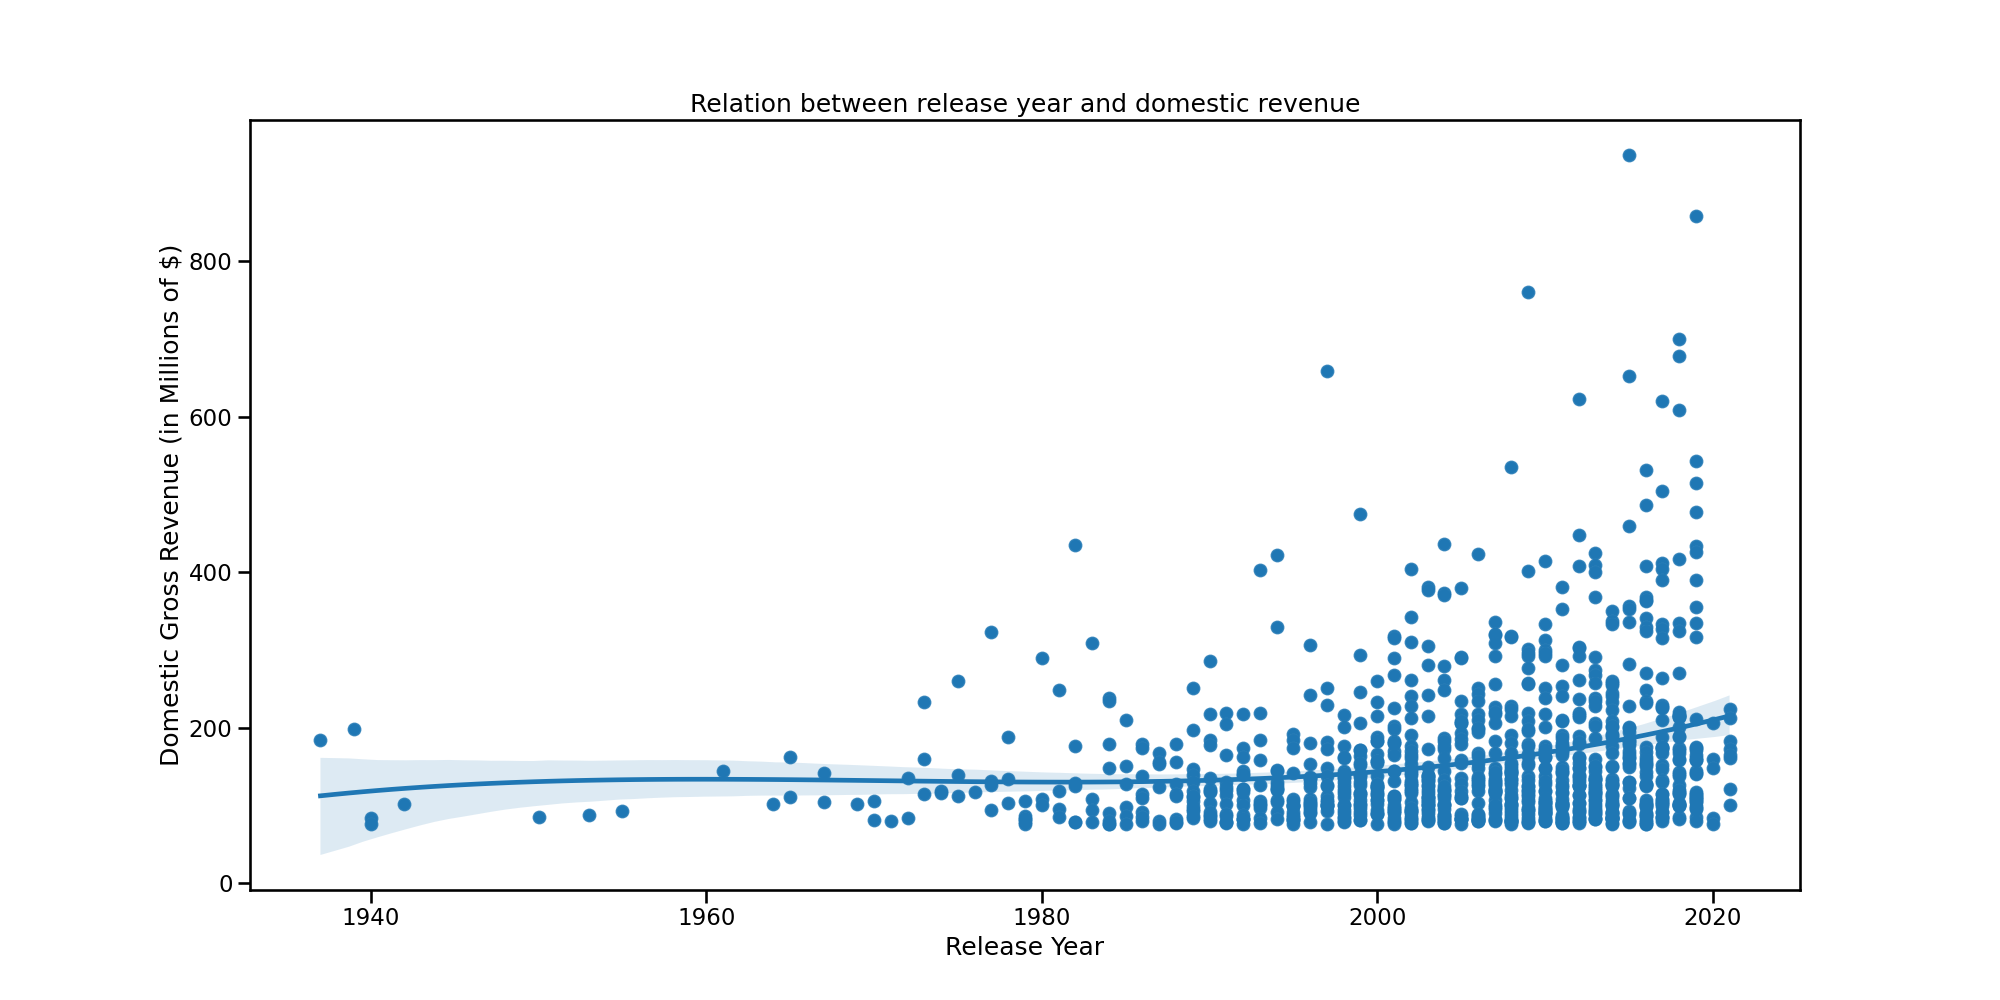 Relation between release year and domestic revenue
Domestic Gross Revenue (in Millions of $)
800
600
400
200
0
1940 1960 1980 2000 2020
Release Year